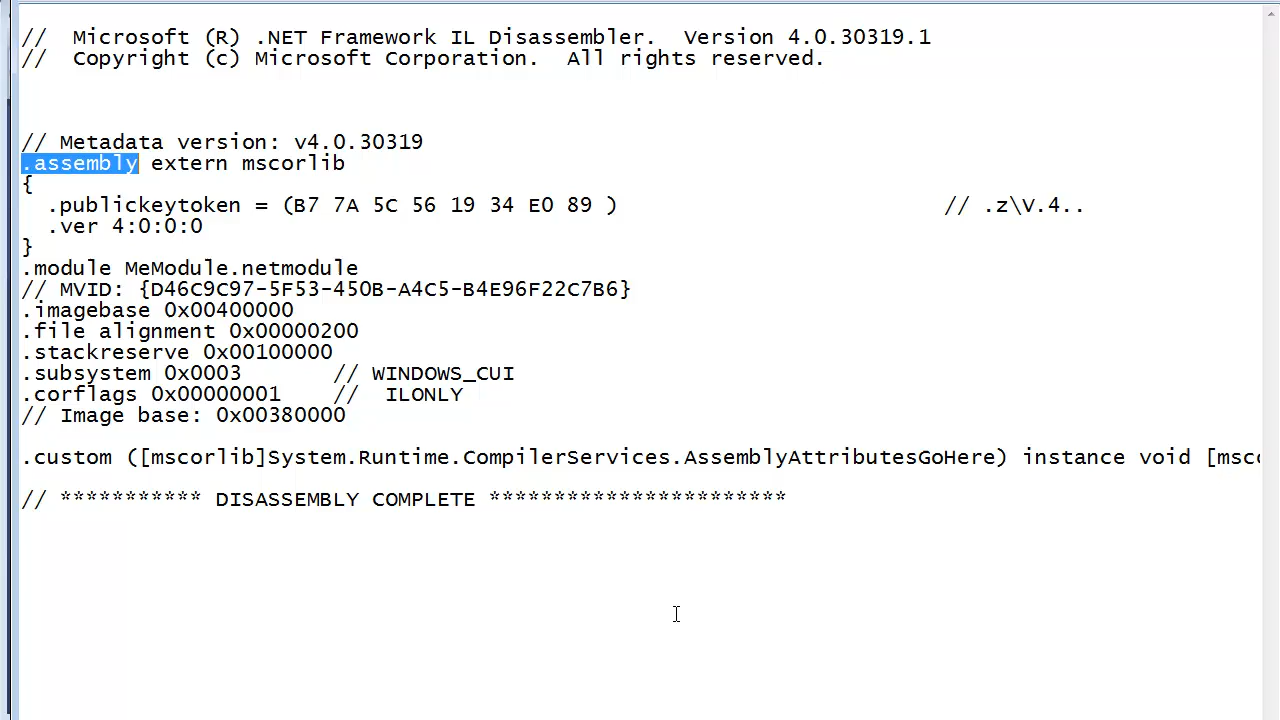 //  Microsoft (R) .NET Framework IL Disassembler.  Version 4.0.30319.1
//  Copyright (c) Microsoft Corporation.  All rights reserved.
// Metadata version: v4.0.30319
.assembly extern mscorlib
{
  .publickeytoken = (B7 7A 5C 56 19 34 E0 89 )                         // .z\V.4..
  .ver 4:0:0:0
}
.module MeModule.netmodule
// MVID: {D46C9C97-5F53-450B-A4C5-B4E96F22C7B6}
.imagebase 0x00400000
.file alignment 0x00000200
.stackreserve 0x00100000
.subsystem 0x0003       // WINDOWS_CUI
.corflags 0x00000001    //  ILONLY
// Image base: 0x00380000
.custom ([mscorlib]System.Runtime.CompilerServices.AssemblyAttributesGoHere) instance void
// *********** DISASSEMBLY COMPLETE ***********************